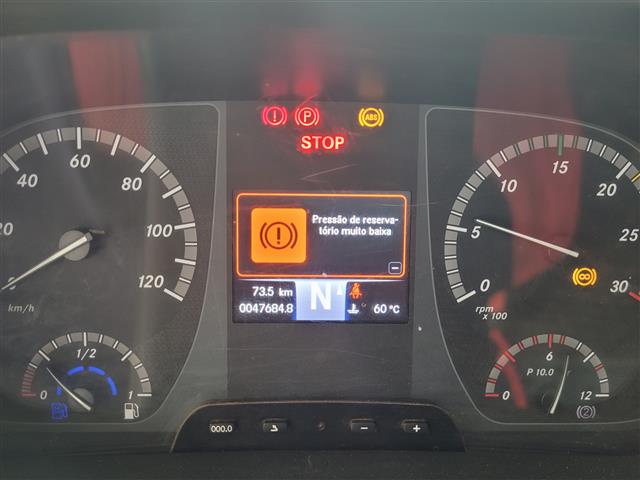 ABS
STOP
40 60 80
20 100
0 120
km/h
Pressão de reserva-
tório muito baixa
73.5 km
0047684.8
N
60 °C
0 5 10 15 20 25 30
rpm
x 100
0 1/2 1
0 6 12
P 10.0
2
000.0
- +